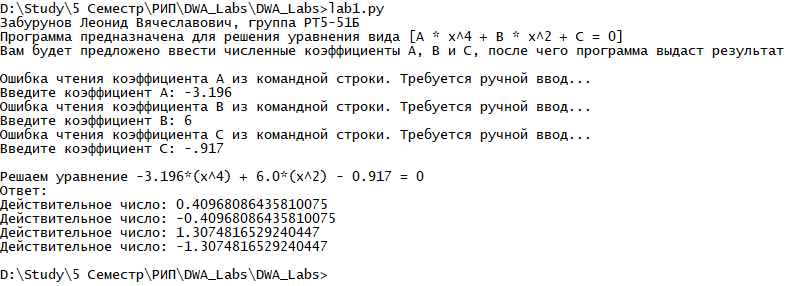 D:\Study\5 Семестр\РИП\DWA_Labs\DWA_Labs>lab1.py
Забурунов Леонид Вячеславович, группа РТ5-51Б
Программа предназначена для решения уравнения вида [A * x^4 + B * x^2 + C = 0]
Вам будет предложено ввести численные коэффициенты A, B и C, после чего программа выдаст результат
Ошибка чтения коэффициента A из командной строки. Требуется ручной ввод...
Введите коэффициент A: -3.196
Ошибка чтения коэффициента B из командной строки. Требуется ручной ввод...
Введите коэффициент B: 6
Ошибка чтения коэффициента C из командной строки. Требуется ручной ввод...
Введите коэффициент C: -.917
Решаем уравнение -3.196*(x^4) + 6.0*(x^2) - 0.917 = 0
Ответ:
Действительное число: 0.40968086435810075
Действительное число: -0.40968086435810075
Действительное число: 1.3074816529240447
Действительное число: -1.3074816529240447
D:\Study\5 Семестр\РИП\DWA_Labs\DWA_Labs>